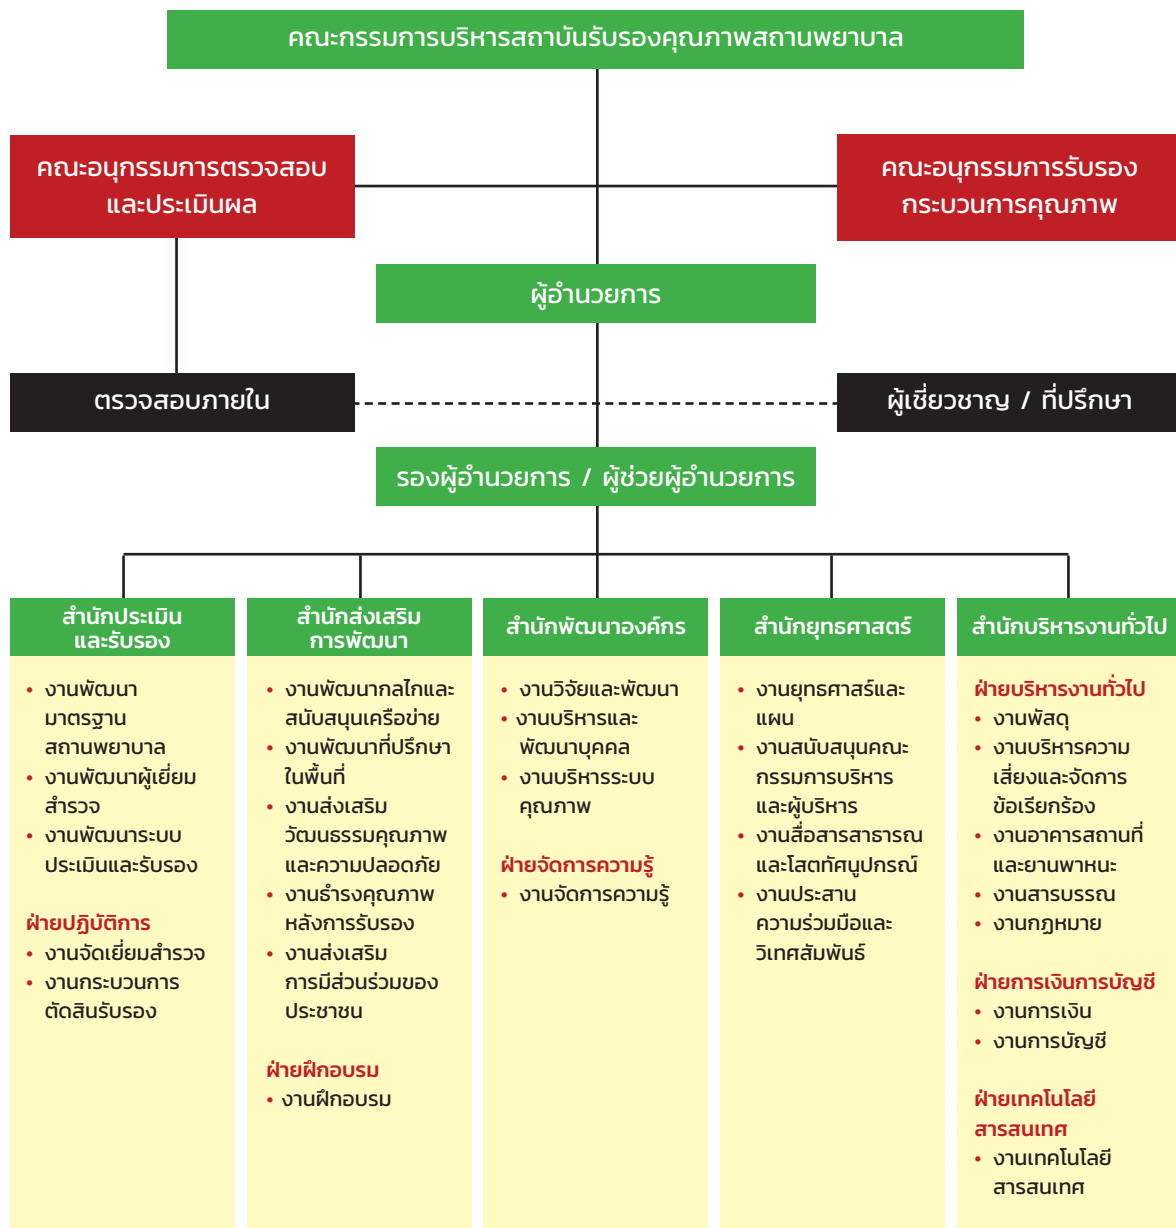 คณะกรรมการบริหารสถาบันรับรองคุณภาพสถานพยาบาล
คณะอนุกรรมการตรวจสอบ
และประเมินผล
คณะอนุกรรมการรับรอง
กระบวนการคุณภาพ
ผู้อำนวยการ
ตรวจสอบภายใน
ผู้เชี่ยวชาญ / ที่ปรึกษา
รองผู้อำนวยการ / ผู้ช่วยผู้อำนวยการ
สำนักประเมิน
และรับรอง
• งานพัฒนา
มาตรฐาน
สถานพยาบาล
• งานพัฒนาผู้เยี่ยม
สำรวจ
• งานพัฒนาระบบ
ประเมินและรับรอง
ฝ่ายปฏิบัติการ
• งานจัดเยี่ยมสำรวจ
• งานกระบวนการ
ตัดสินรับรอง
สำนักส่งเสริม
การพัฒนา
• งานพัฒนากลไกและ
สนับสนุนเครือข่าย
• งานพัฒนาที่ปรึกษา
ในพื้นที่
• งานส่งเสริม
วัฒนธรรมคุณภาพ
และความปลอดภัย
• งานธำรงคุณภาพ
หลังการรับรอง
• งานส่งเสริม
การมีส่วนร่วมของ
ประชาชน
ฝ่ายฝึกอบรม
• งานฝึกอบรม
สำนักพัฒนาองค์กร
• งานวิจัยและพัฒนา
• งานบริหารและ
พัฒนาบุคคล
• งานบริหารระบบ
คุณภาพ
ฝ่ายจัดการความรู้
• งานจัดการความรู้
สำนักยุทธศาสตร์
• งานยุทธศาสร์และ
แผน
• งานสนับสนุนคณะ
กรรมการบริหาร
และผู้บริหาร
• งานสื่อสารสาธารณ
และโสตทัศนูปกรณ์
• งานประสาน
ความร่วมมือและ
วิเทศสัมพันธ์
สำนักบริหารงานทั่วไป
ฝ่ายบริหารงานทั่วไป
• งานพัสดุ
• งานบริหารความ
เสี่ยงและจัดการ
ข้อเรียกร้อง
• งานอาคารสถานที่
และยานพาหนะ
• งานสารบรรณ
• งานกฎหมาย
ฝ่ายการเงินการบัญชี
• งานการเงิน
• งานการบัญชี
ฝ่ายเทคโนโลยี
สารสนเทศ
• งานเทคโนโลยี
สารสนเทศ